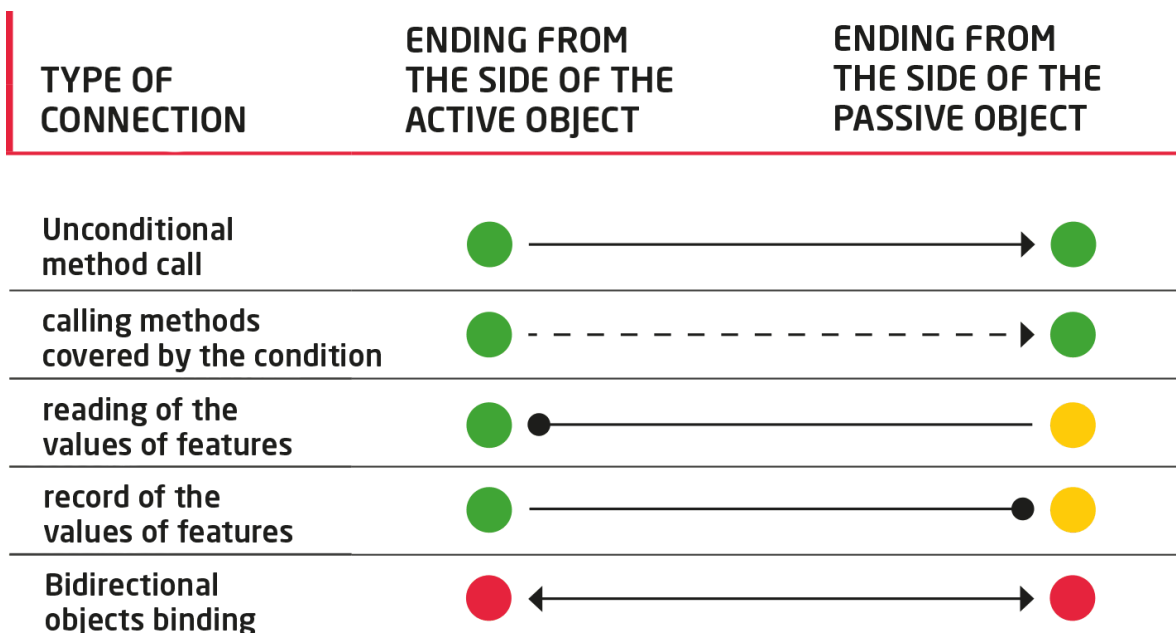 TYPE OF
CONNECTION
ENDING FROM
THE SIDE OF THE
ACTIVE OBJECT
ENDING FROM
THE SIDE OF THE
PASSIVE OBJECT
Unconditional
method call
calling methods
covered by the condition
reading of the
values of features
record of the
values of features
Bidirectional
objects binding